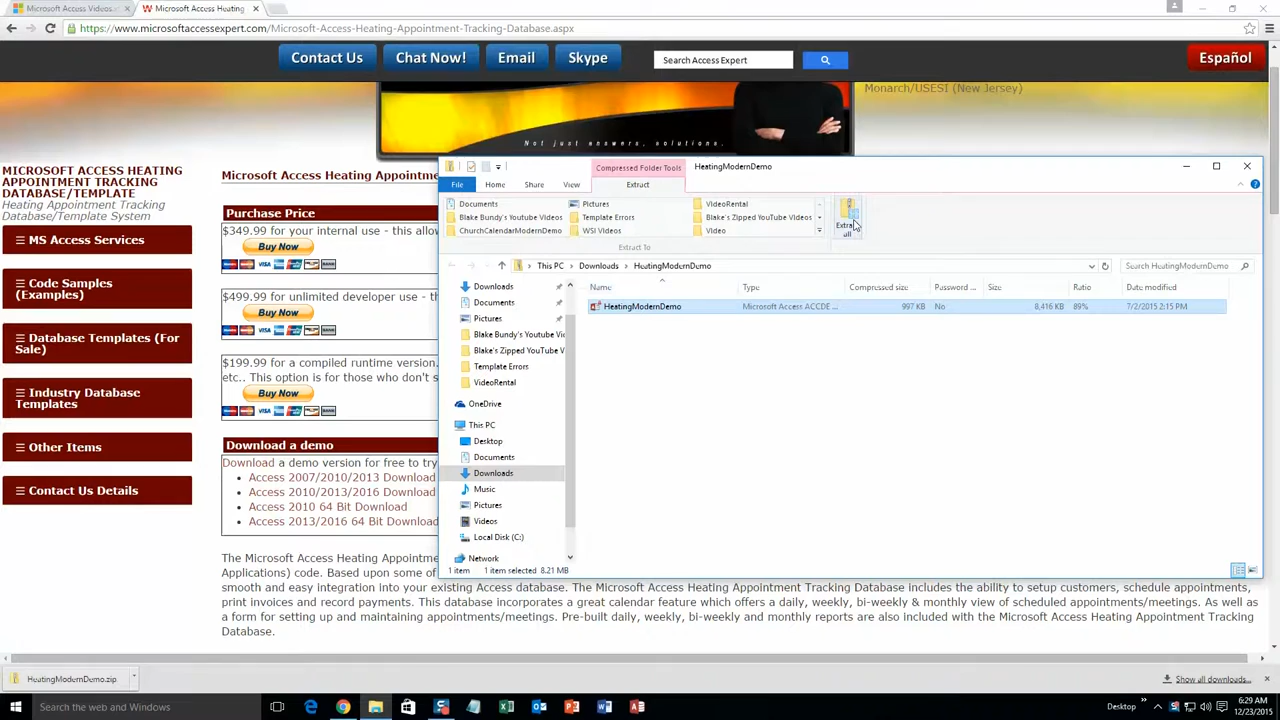 Microsoft Access Videos.
Microsoft Access Heating
https://www.microsoftaccessexpert.com/Microsoft-Access-Heating-Appointment-Tracking-Database.aspx
Contact Us
Chat Now!
Email
Skype
Search Access Expert
Español
Monarch/USESI (New Jersey)
Not just answers, solutions.
MICROSOFT ACCESS HEATING
APPOINTMENT TRACKING
DATABASE/TEMPLATE
Heating Appointment Tracking
Database/Template System
☰ MS Access Services
☰ Code Samples
(Examples)
☰ Database Templates (For
Sale)
☰ Industry Database
Templates
☰ Other Items
☰ Contact Us Details
Microsoft Access Heating Appointme
Purchase Price
$349.99 for your internal use - this allow
Buy Now
$499.99 for unlimited developer use - th
Buy Now
$199.99 for a compiled runtime version.
etc.. This option is for those who don't s
Buy Now
Download a demo
Download a demo version for free to try
• Access 2007/2010/2013 Download
• Access 2010/2013/2016 Download
• Access 2010 64 Bit Download
• Access 2013/2016 64 Bit Download
The Microsoft Access Heating Appointme
Applications) code. Based upon some of
smooth and easy integration into your existing Access database. The Microsoft Access Heating Appointment Tracking Database includes the ability to setup customers, schedule appointments,
print invoices and record payments. This database incorporates a great calendar feature which offers a daily, weekly, bi-weekly & monthly view of scheduled appointments/meetings. As well as
a form for setting up and maintaining appointments/meetings. Pre-built daily, weekly, bi-weekly and monthly reports are also included with the Microsoft Access Heating Appointment Tracking
Database.
Compressed Folder Tools
HeatingModernDemo
File
Home
Share
View
Extract
Documents
Pictures
VideoRental
Blake Bundy's Youtube Videos
Template Errors
Blake's Zipped YouTube Videos
ChurchCalendarModernDemo
WSI Videos
Video
Extract To
Extract
all
This PC
Downloads
HeatingModernDemo
Search HeatingModernDemo
Name
Type
Compressed size
Password ...
Size
Ratio
Date modified
HeatingModernDemo
Microsoft Access ACCDE ...
997 KB
No
8,416 KB
89%
7/2/2015 2:15 PM
Downloads
Documents
Pictures
Blake Bundy's Youtube Vi
Blake's Zipped YouTube V
Template Errors
VideoRental
OneDrive
This PC
Desktop
Documents
Downloads
Music
Pictures
Videos
Local Disk (C:)
Network
1 item
1 item selected 8.21 MB
HeatingModernDemo.zip
Show all downloads...
Search the web and Windows
Desktop
6:29 AM
12/23/2015